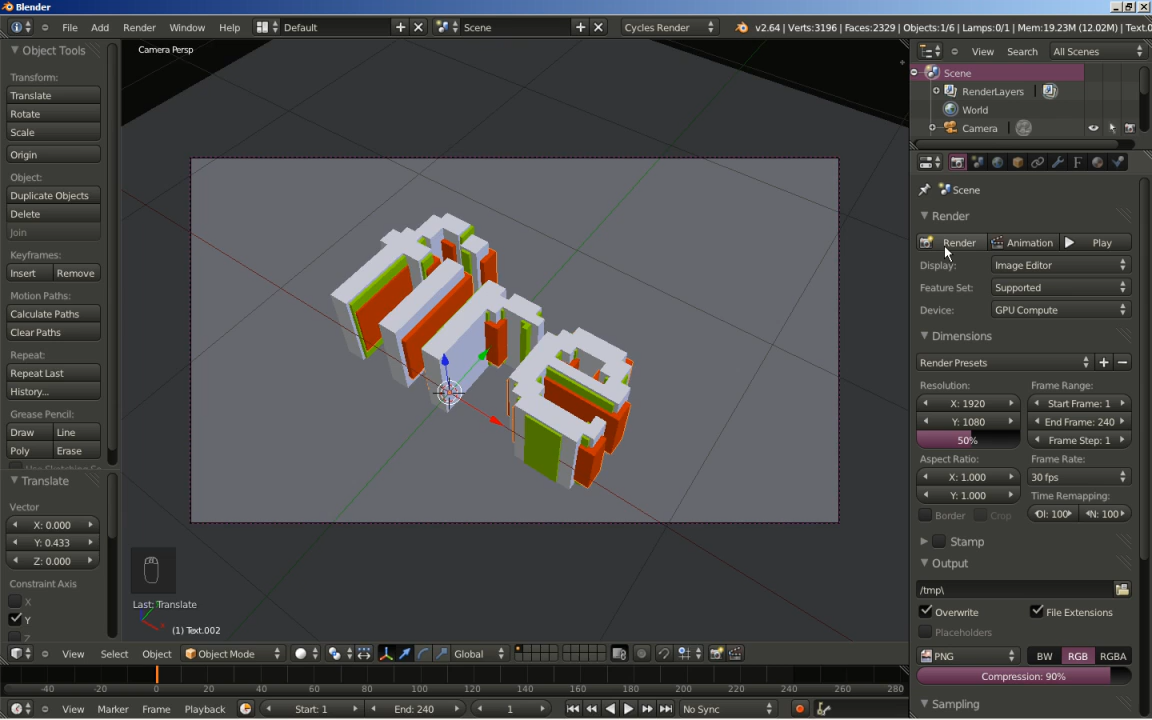 Blender
File Add Render Window Help Default Scene Cycles Render v2.64 | Verts:3196 | Faces:2329 | Objects:1/6 | Lamps:0/1 | Mem:19.23M (12.02M) | Text.0
Object Tools
Transform:
Translate
Rotate
Scale
Origin
Object:
Duplicate Objects
Delete
Join
Keyframes:
Insert Remove
Motion Paths:
Calculate Paths
Clear Paths
Repeat:
Repeat Last
History...
Grease Pencil:
Draw Line
Poly Erase
Translate
Vector
X: 0.000
Y: 0.433
Z: 0.000
Constraint Axis
X
Y
Z
Camera Persp
Last: Translate
(1) Text.002
View Select Object Object Mode Global
-40 -20 0 20 40 60 80 100 120 140 160 180 200 220 240 260 280
View Marker Frame Playback Start: 1 End: 240 1 No Sync
View Search All Scenes
Scene
RenderLayers
World
Camera
Scene
Render
Render Animation Play
Display: Image Editor
Feature Set: Supported
Device: GPU Compute
Dimensions
Render Presets
Resolution: Frame Range:
X: 1920 Start Frame: 1
Y: 1080 End Frame: 240
50% Frame Step: 1
Aspect Ratio: Frame Rate:
X: 1.000 30 fps
Y: 1.000 Time Remapping:
Border Crop :Ol: 100 :N: 100
Stamp
Output
/tmp\
Overwrite File Extensions
Placeholders
PNG BW RGB RGBA
Compression: 90%
Sampling